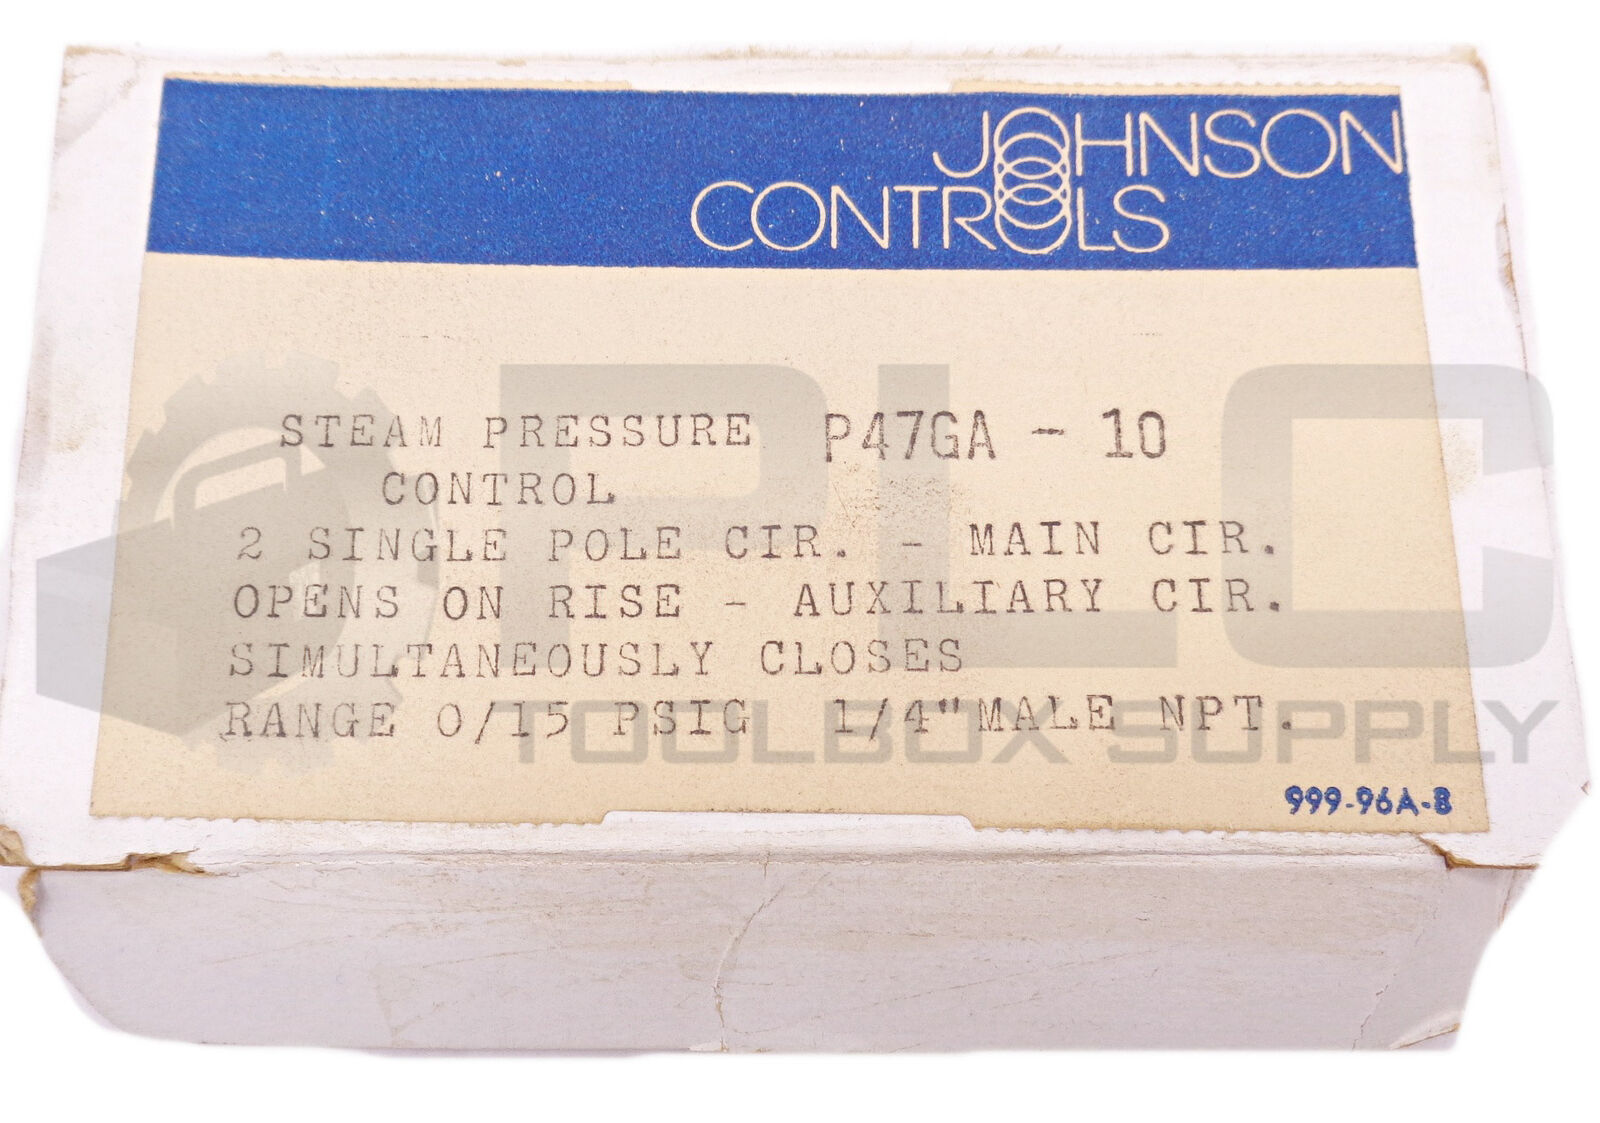 JOHNSON
CONTROLS
STEAM PRESSURE P47GA - 10
CONTROL
2 SINGLE POLE CIR. - MAIN CIR.
OPENS ON RISE - AUXILIARY CIR.
SIMULTANEOUSLY CLOSES
RANGE 0/15 PSIG 1/4" MALE NPT.
999-96A-B
PLC
TOOLBOX SUPPLY